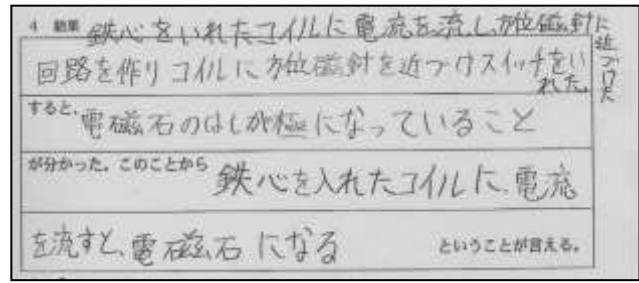 4 結果 鉄心をいれたコイルに電流を流し方位磁針に近づけた
回路を作りコイルに方位磁針を近づけスイッチをいれた。
すると、電磁石のはしが極になっていること
が分かった。このことから 鉄心を入れたコイルに、電流
を流すと、電磁石になる ということが言える。